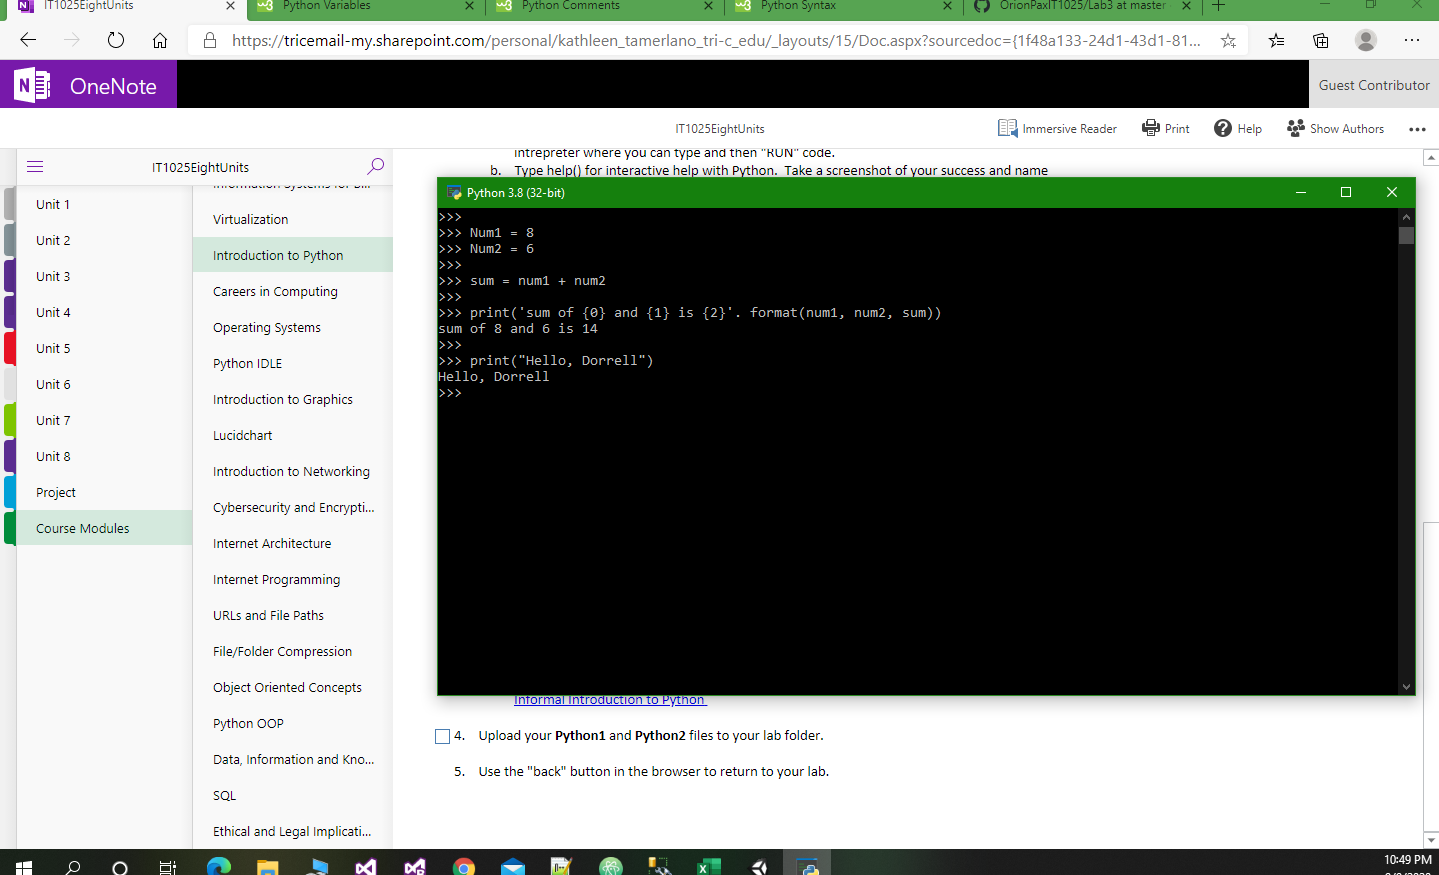 IT1025EightUnits
Python Variables
Python Comments
Python Syntax
OrionPaxIT1025/Lab3 at master
https://tricemail-my.sharepoint.com/personal/kathleen_tamerlano_tri-c_edu/_layouts/15/Doc.aspx?sourcedoc={1f48a133-24d1-43d1-81...
N OneNote
Guest Contributor
IT1025EightUnits
Immersive Reader
Print
Help
Show Authors
IT1025EightUnits
Unit 1
Unit 2
Unit 3
Unit 4
Unit 5
Unit 6
Unit 7
Unit 8
Project
Course Modules
Information Systems for B...
Virtualization
Introduction to Python
Careers in Computing
Operating Systems
Python IDLE
Introduction to Graphics
Lucidchart
Introduction to Networking
Cybersecurity and Encrypti...
Internet Architecture
Internet Programming
URLs and File Paths
File/Folder Compression
Object Oriented Concepts
Python OOP
Data, Information and Kno...
SQL
Ethical and Legal Implicati...
intrepreter where you can type and then "RUN" code.
b. Type help() for interactive help with Python. Take a screenshot of your success and name
Python 3.8 (32-bit)
>>>
>>> Num1 = 8
>>> Num2 = 6
>>>
>>> sum = num1 + num2
>>>
>>> print('sum of {0} and {1} is {2}'. format(num1, num2, sum))
sum of 8 and 6 is 14
>>>
>>> print("Hello, Dorrell")
Hello, Dorrell
>>>
Informal Introduction to Python
4. Upload your Python1 and Python2 files to your lab folder.
5. Use the "back" button in the browser to return to your lab.
10:49 PM